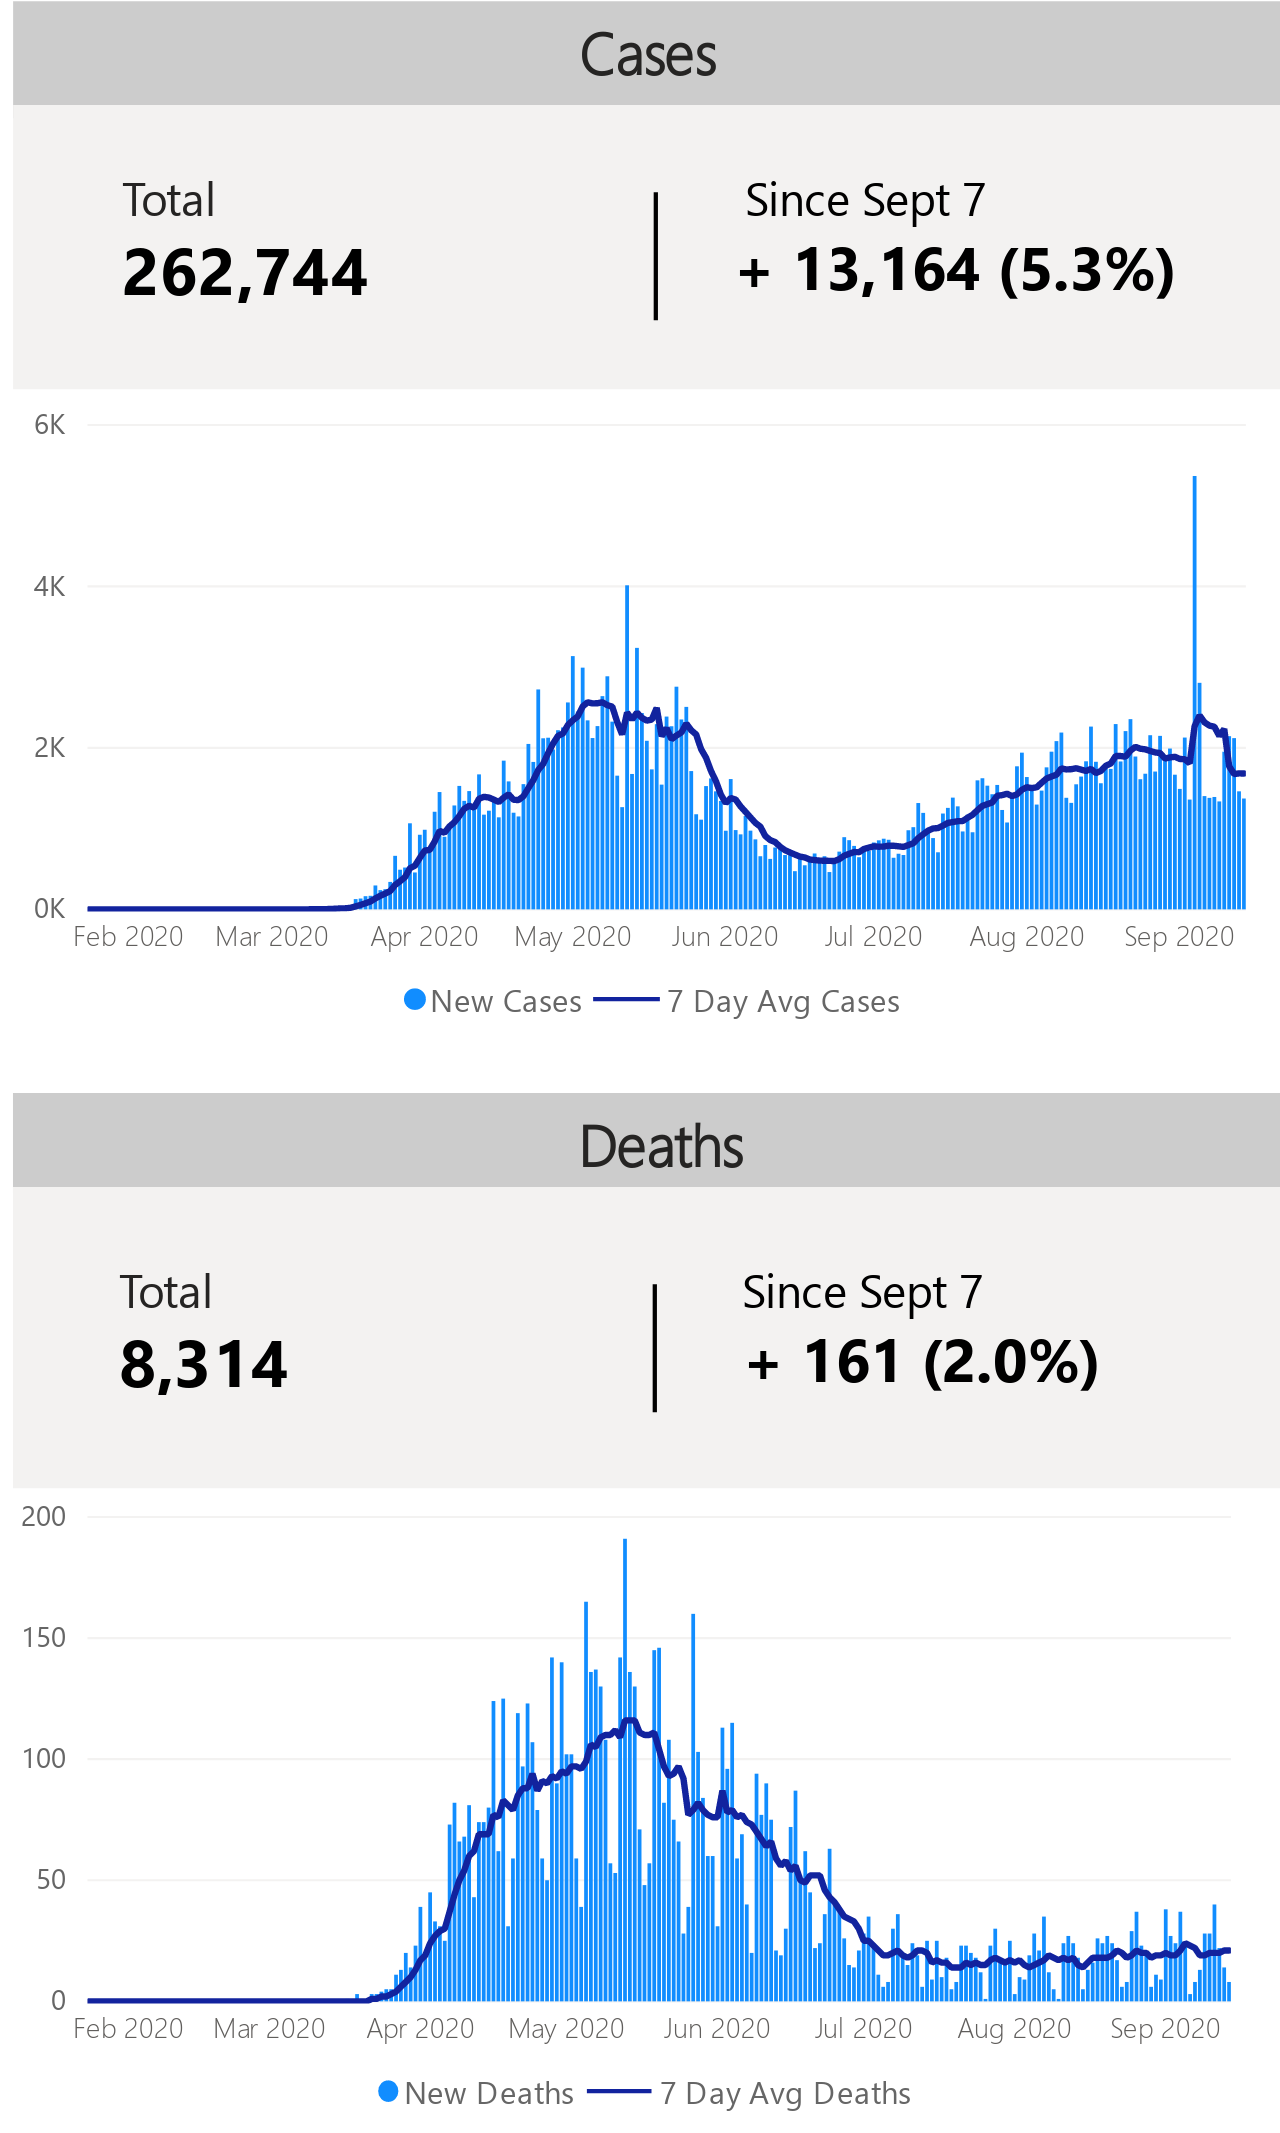 Cases
Total
Since Sept 7
262,744
+ 13,164 (5.3%)
6K
4K
2K
0K
Feb 2020 Mar 2020 Apr 2020 May 2020 Jun 2020 Jul 2020 Aug 2020 Sep 2020
New Cases 7 Day Avg Cases
Deaths
Total
Since Sept 7
8,314
+ 161 (2.0%)
200
150
100
50
0
Feb 2020 Mar 2020 Apr 2020 May 2020 Jun 2020 Jul 2020 Aug 2020 Sep 2020
New Deaths 7 Day Avg Deaths